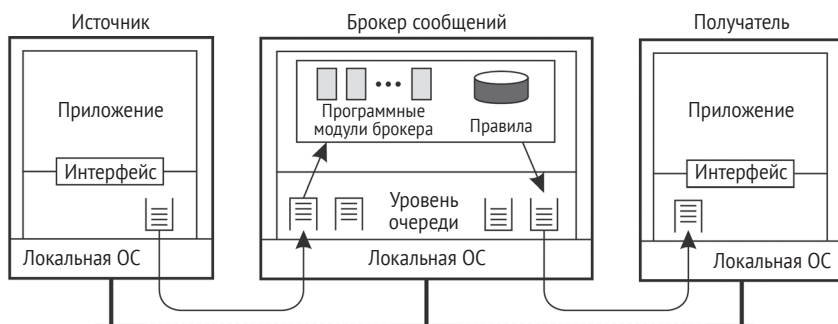 Источник
Брокер сообщений
Получатель
Приложение
Программные
модули брокера
Правила
Приложение
Интерфейс
Интерфейс
Уровень
очереди
Локальная ОС
Локальная ОС
Локальная ОС